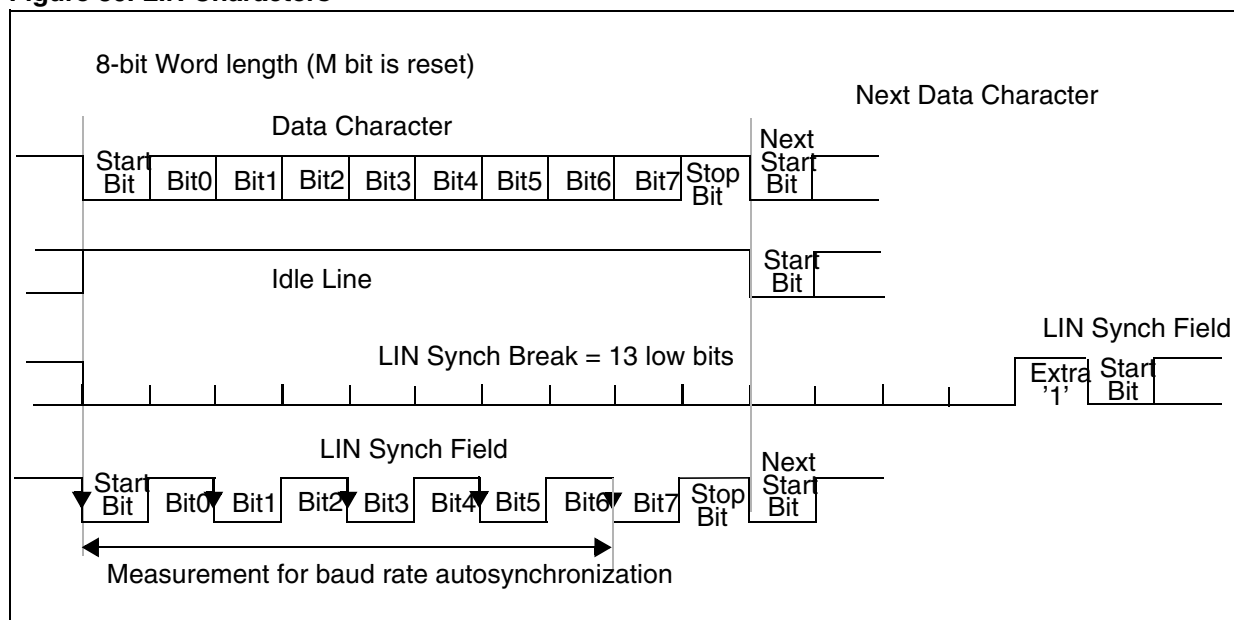 8-bit Word length (M bit is reset)
Next Data Character
Data Character
Start Bit
Bit0 Bit1 Bit2 Bit3 Bit4 Bit5 Bit6 Bit7
Stop Bit
Next Start Bit
Idle Line
Start Bit
LIN Synch Field
LIN Synch Break = 13 low bits
Extra '1'
Start Bit
LIN Synch Field
Start Bit
Bit0 Bit1 Bit2 Bit3 Bit4 Bit5 Bit6 Bit7
Stop Bit
Next Start Bit
Measurement for baud rate autosynchronization